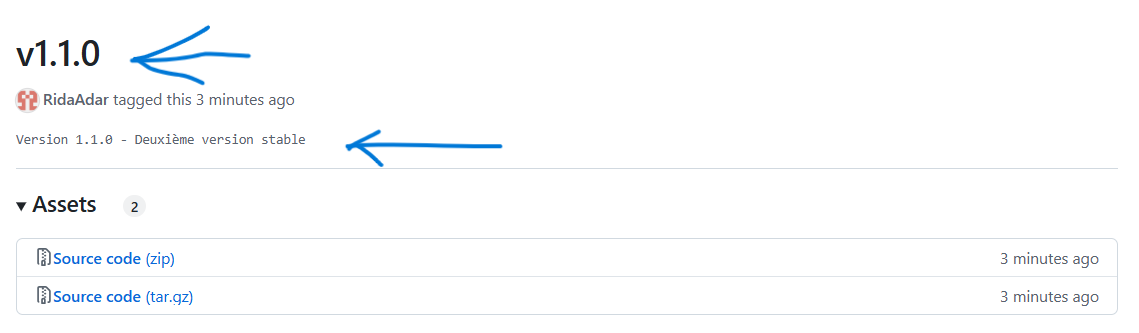 v1.1.0
RidaAdar tagged this 3 minutes ago
Version 1.1.0 - Deuxième version stable
Assets 2
Source code (zip) 3 minutes ago
Source code (tar.gz) 3 minutes ago